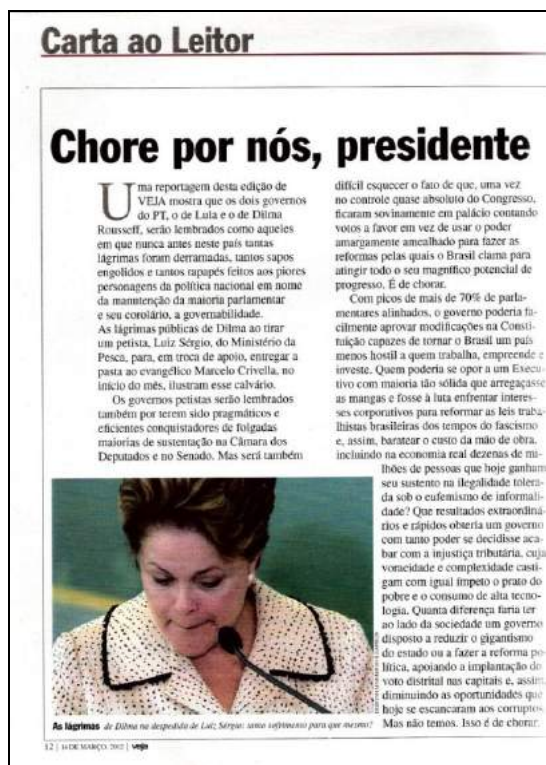 Carta ao Leitor
Chore por nós, presidente
Uma reportagem desta edição de
VEJA mostra que os dois governos
do PT, o de Lula e o de Dilma
Rousseff, serão lembrados como aqueles
em que nunca antes neste país tantas
lágrimas foram derramadas, tantos sapos
engolidos e tantos rapapés feitos aos piores
personagens da política nacional em nome
da manutenção da maioria parlamentar
e seu corolário, a governabilidade.
As lágrimas públicas de Dilma ao tirar
um petista, Luiz Sérgio, do Ministério da
Pesca, para, em troca de apoio, entregar a
pasta ao evangélico Marcelo Crivella, no
início do mês, ilustram esse calvário.
Os governos petistas serão lembrados
também por terem sido pragmáticos e
eficientes conquistadores de folgadas
maiorias de sustentação na Câmara dos
Deputados e no Senado. Mas será também
difícil esquecer o fato de que, uma vez
no controle quase absoluto do Congresso,
ficaram sovinamente em palácio contando
votos a favor em vez de usar o poder
amargamente amealhado para fazer as
reformas pelas quais o Brasil clama para
atingir todo o seu magnífico potencial de
progresso. É de chorar.
Com picos de mais de 70% de parla-
mentares alinhados, o governo poderia fa-
cilmente aprovar modificações na Consti-
tuição capazes de tornar o Brasil um país
menos hostil a quem trabalha, empreende e
investe. Quem poderia se opor a um Execu-
tivo com maioria tão sólida que arregaçasse
as mangas e fosse à luta enfrentar interes-
ses corporativos para reformar as leis traba-
lhistas brasileiras dos tempos do fascismo
e, assim, baratear o custo da mão de obra,
incluindo na economia real dezenas de mi-
lhões de pessoas que hoje ganham
seu sustento na ilegalidade tolera-
da sob o eufemismo de informali-
dade? Que resultados extraordiná-
rios e rápidos obteria um governo
com tanto poder se decidisse aca-
bar com a injustiça tributária, cuja
voracidade e complexidade casti-
gam com igual ímpeto o prato do
pobre e o consumo de alta tecno-
logia. Quanta diferença faria ter
ao lado da sociedade um governo
disposto a reduzir o gigantismo
do estado ou a fazer a reforma po-
lítica, apoiando a implantação do
voto distrital nas capitais e, assim,
diminuindo as oportunidades que
hoje se escancaram aos corruptos.
Mas não temos. Isso é de chorar.
As lágrimas de Dilma na despedida de Luiz Sérgio: tanto sofrimento para que mesmo?
12 | 14 DE MARÇO, 2012 | veja